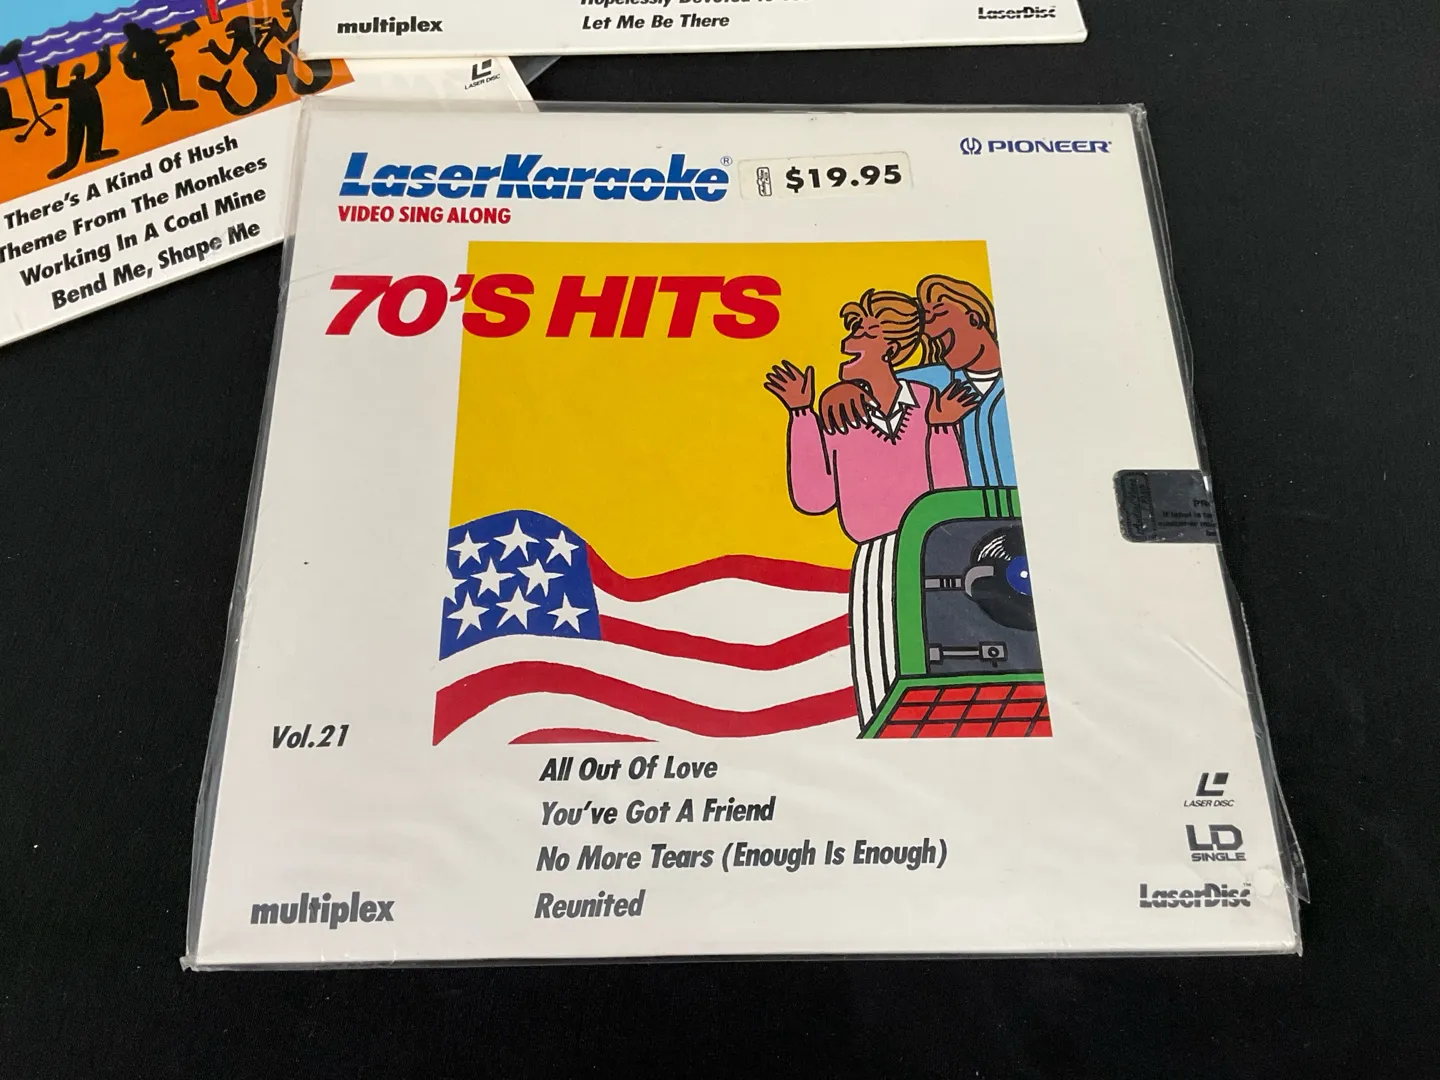 multiplex
Let Me Be There
LaserDisc
LASER DISC
There's A Kind Of Hush
Theme From The Monkees
Working In A Coal Mine
Bend Me, Shape Me
PIONEER
LaserKaraoke®
$19.95
VIDEO SING ALONG
70'S HITS
Vol.21
All Out Of Love
You've Got A Friend
No More Tears (Enough Is Enough)
Reunited
multiplex
LASER DISC
LD
SINGLE
LaserDisc